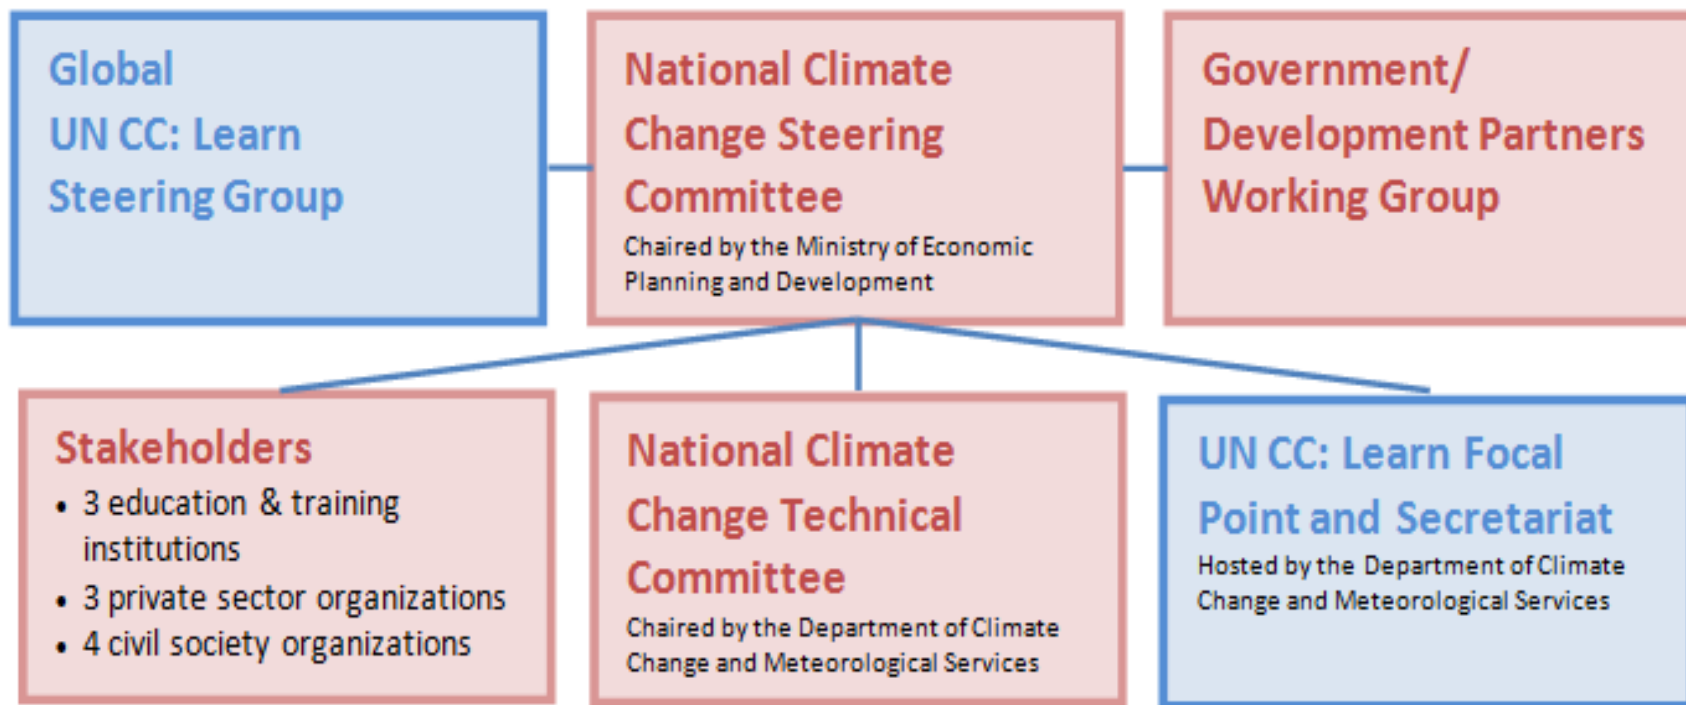 Global
UN CC: Learn
Steering Group
National Climate
Change Steering
Committee
Chaired by the Ministry of Economic
Planning and Development
Government/
Development Partners
Working Group
Stakeholders
• 3 education & training
institutions
• 3 private sector organizations
• 4 civil society organizations
National Climate
Change Technical
Committee
Chaired by the Department of Climate
Change and Meteorological Services
UN CC: Learn Focal
Point and Secretariat
Hosted by the Department of Climate
Change and Meteorological Services